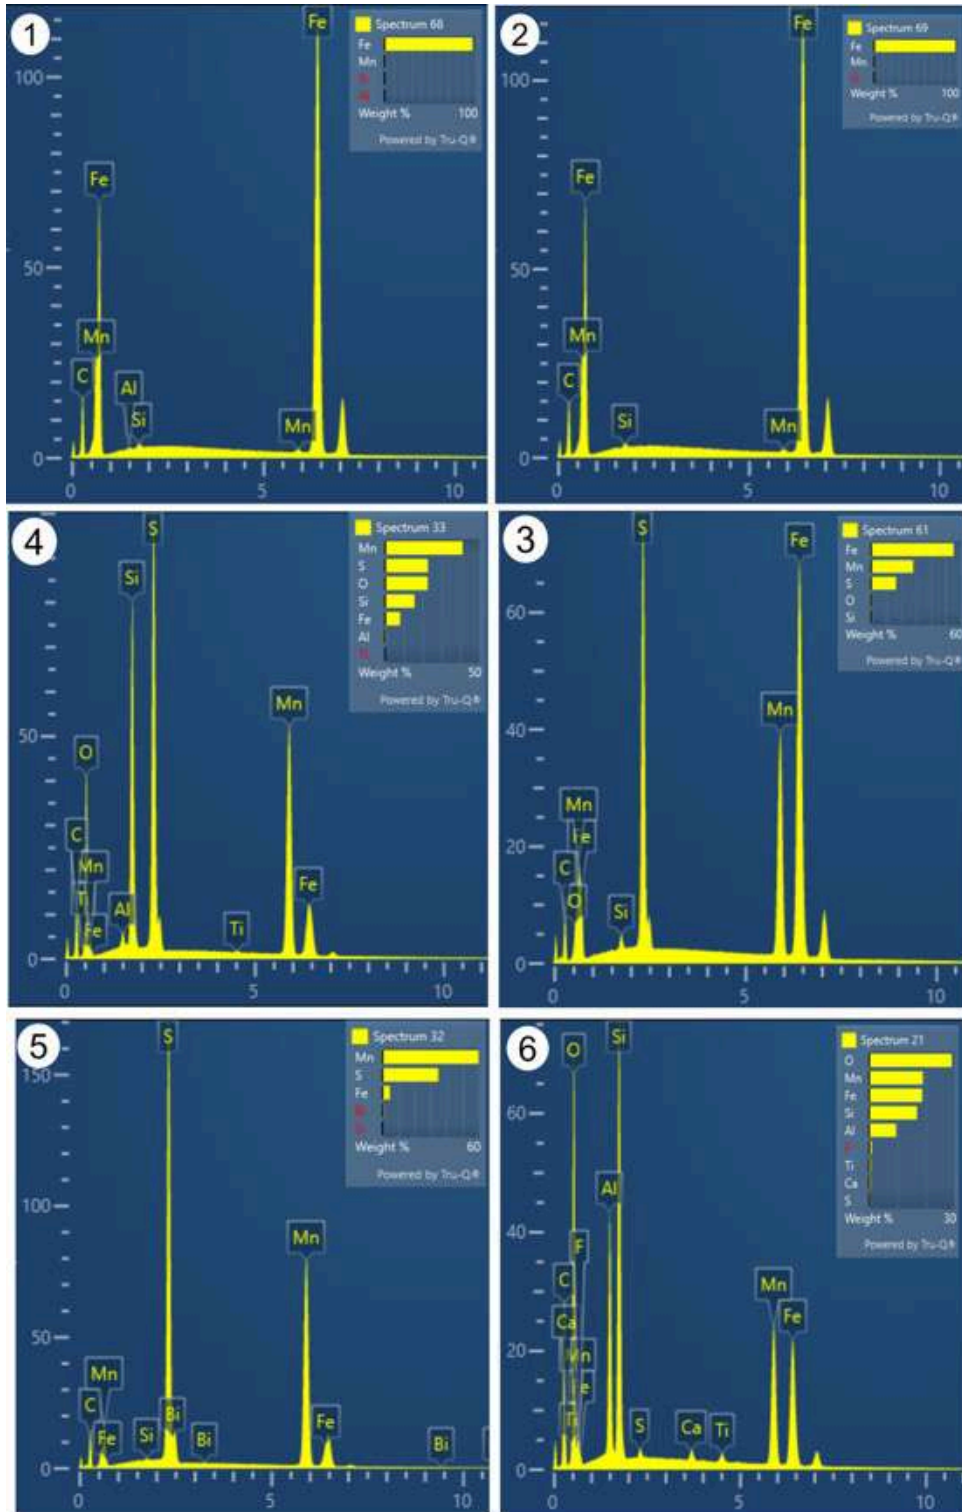 1
Fe
Spectrum 68
Fe
Mn
Weight % 100
Powered by Tru-Q®
100
Fe
50
Mn
C
Al
Si
Mn
0
0 5 10
2
Fe
Spectrum 69
Fe
Mn
Weight % 100
Powered by Tru-Q®
100
Fe
50
Mn
C
Si
Mn
0
0 5 10
4
S
Spectrum 33
Mn
S
O
Si
Fe
Al
Weight % 50
Powered by Tru-Q®
Si
50
O
Mn
C
Mn
Ti
Al
Fe
Ti
Fe
0
0 5 10
3
S
Fe
Spectrum 61
Fe
Mn
S
O
Si
Weight % 60
Powered by Tru-Q®
60
40
Mn
Mn
Fe
20
C
O
Si
0
0 5 10
5
S
Spectrum 32
Mn
S
Fe
Weight % 60
Powered by Tru-Q®
150
100
Mn
50
Mn
C
Bi
Fe
Fe
Si
Bi
Bi
0
0 5 10
6
O
Si
Spectrum 21
O
Mn
Fe
Si
Al
Ti
Ca
S
Weight % 30
Powered by Tru-Q®
60
Al
40
F
C
Mn
Ca
Fe
20
Mn
Fe
Ti
S
Ca
Ti
0
0 5 10